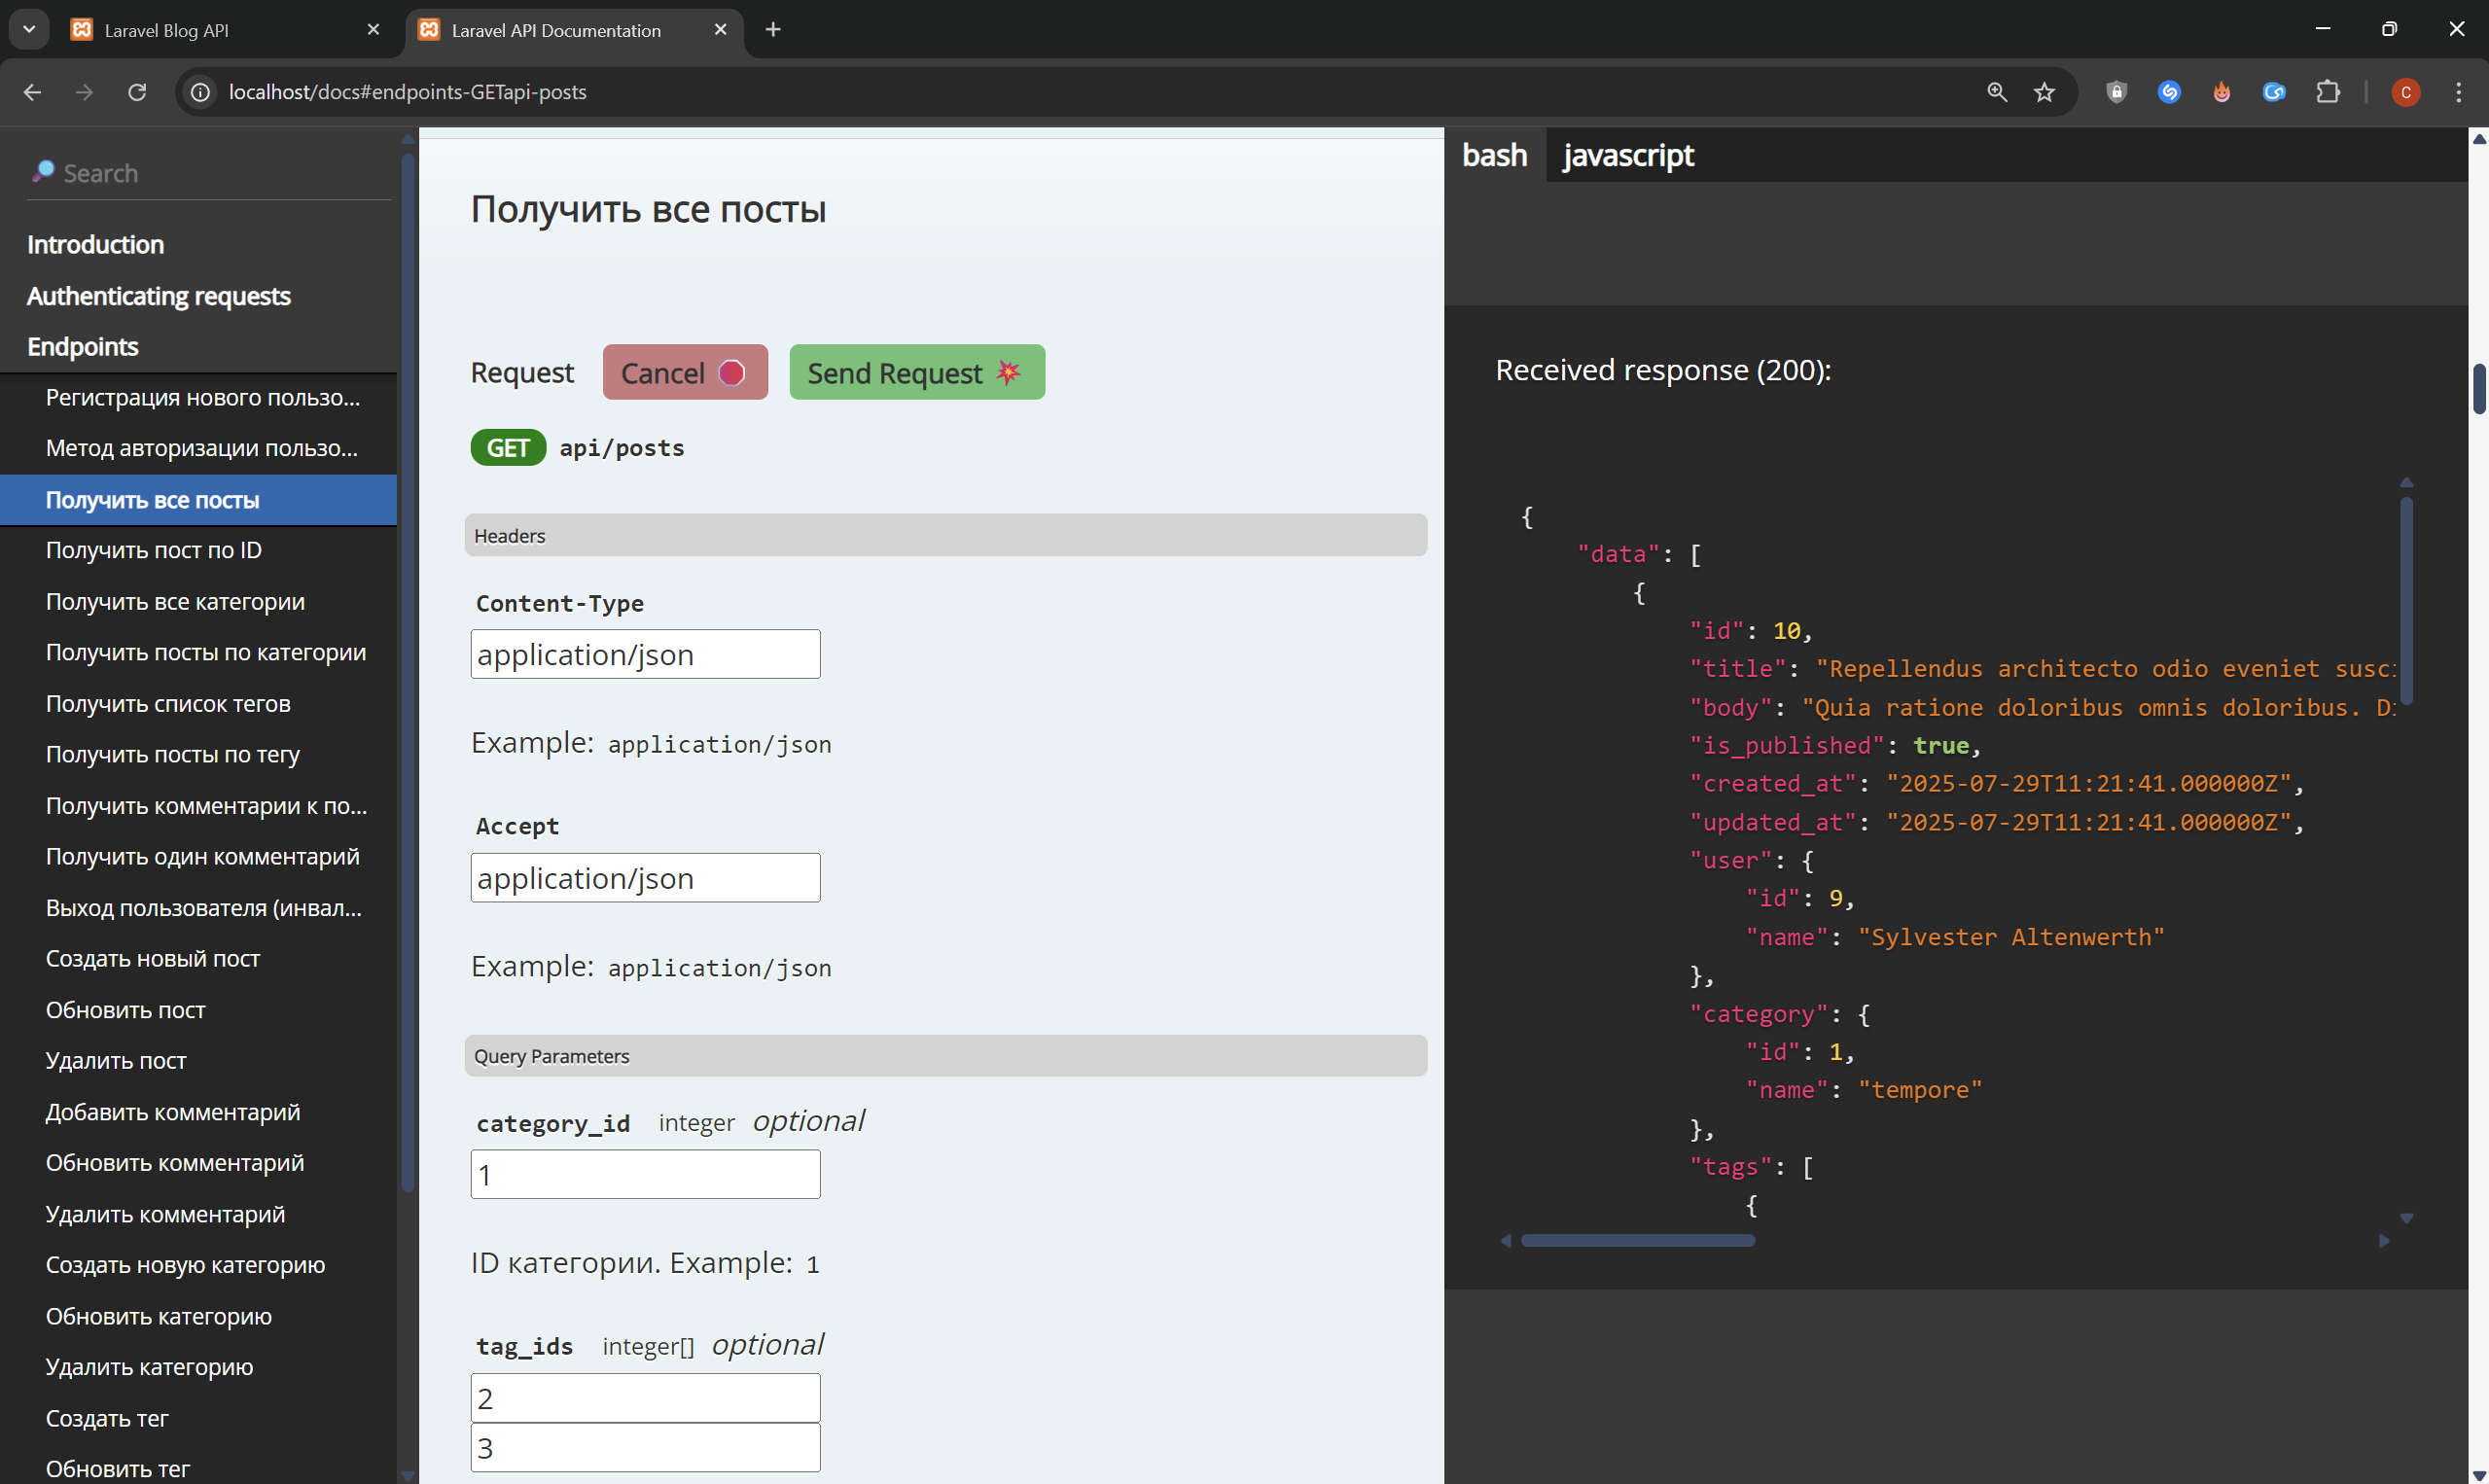 Laravel Blog API
Laravel API Documentation
localhost/docs#endpoints-GETapi-posts
C
Search
Introduction
Authenticating requests
Endpoints
Регистрация нового пользо...
Метод авторизации пользо...
Получить все посты
Получить пост по ID
Получить все категории
Получить посты по категории
Получить список тегов
Получить посты по тегу
Получить комментарии к по...
Получить один комментарий
Выход пользователя (инвал...
Создать новый пост
Обновить пост
Удалить пост
Добавить комментарий
Обновить комментарий
Удалить комментарий
Создать новую категорию
Обновить категорию
Удалить категорию
Создать тег
Обновить тег
Получить все посты
Request Cancel Send Request
GET api/posts
Headers
Content-Type
application/json
Example: application/json
Accept
application/json
Example: application/json
Query Parameters
category_id integer optional
1
ID категории. Example: 1
tag_ids integer[] optional
2
3
bash javascript
Received response (200):
{
"data": [
{
"id": 10,
"title": "Repellendus architecto odio eveniet susc
"body": "Quia ratione doloribus omnis doloribus. D
"is_published": true,
"created_at": "2025-07-29T11:21:41.000000Z",
"updated_at": "2025-07-29T11:21:41.000000Z",
"user": {
"id": 9,
"name": "Sylvester Altenwerth"
},
"category": {
"id": 1,
"name": "tempore"
},
"tags": [
{